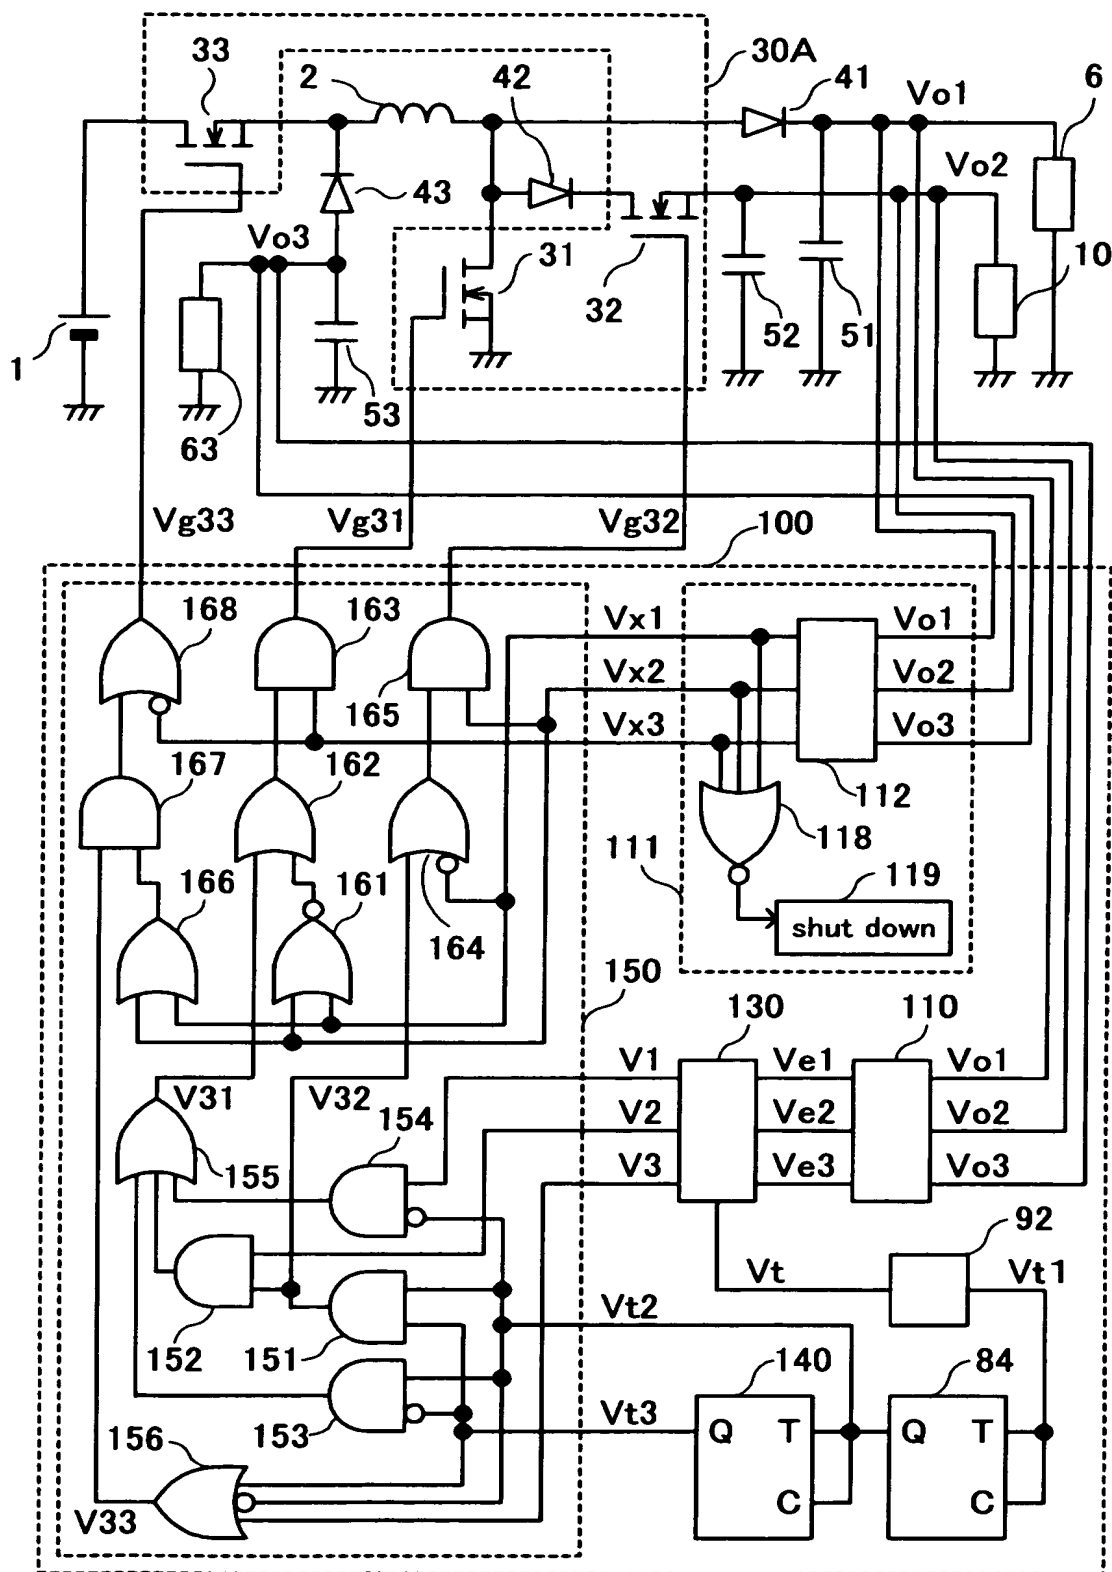 33
2
42
30A
41
Vo1
6
Vo2
43
Vo3
31
32
10
1
63
53
52
51
Vg33
Vg31
Vg32
100
168
163
165
Vx1
Vx2
Vx3
Vo1
Vo2
Vo3
112
167
162
118
111
119
shut down
166
161
164
150
130
110
V31
V32
V1
V2
V3
Ve1
Ve2
Ve3
Vo1
Vo2
Vo3
154
155
92
Vt
Vt1
152
151
Vt2
140
84
153
Vt3
Q
T
C
Q
T
C
156
V33